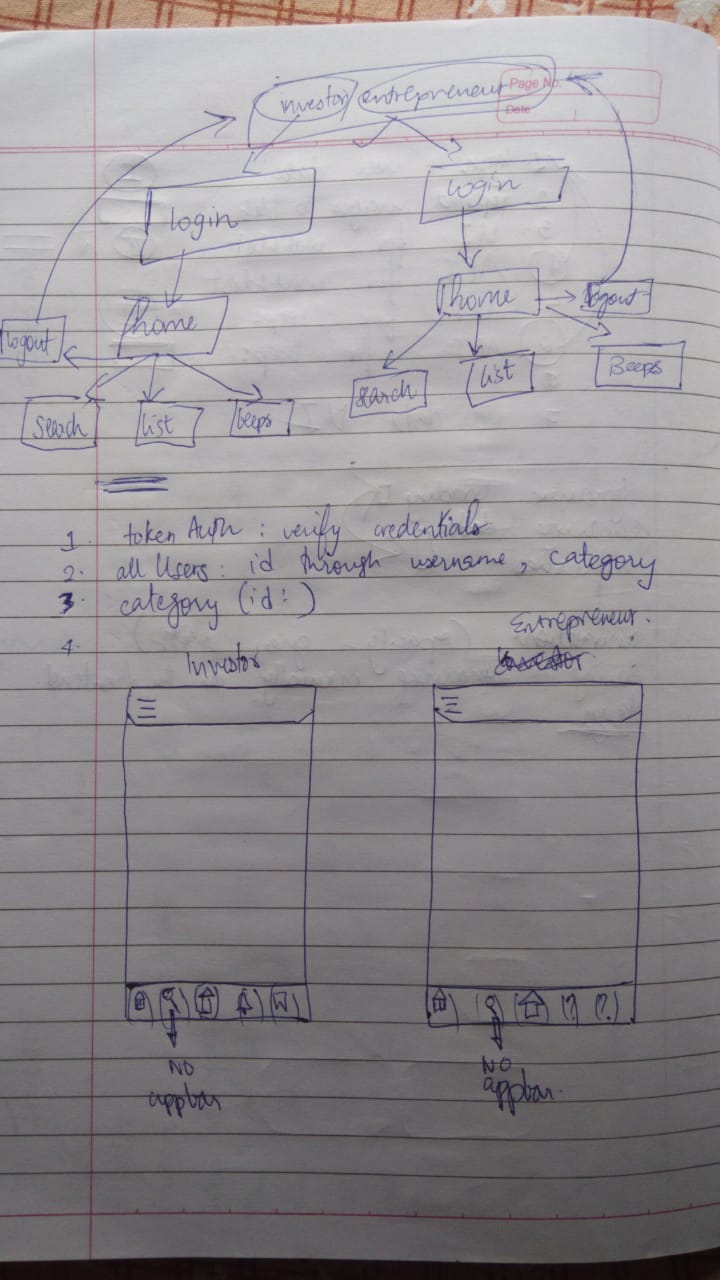 investor/entrepreneur
Page No.
Date
login
login
home
home
logout
logout
search
list
Beeps
Search
list
beeps
1. token Auth : verify credentials
2. all Users : id through username, category
3. category (id:)
4.
Investor
Entrepreneur.
Investor
NO
appbar
NO
appbar.